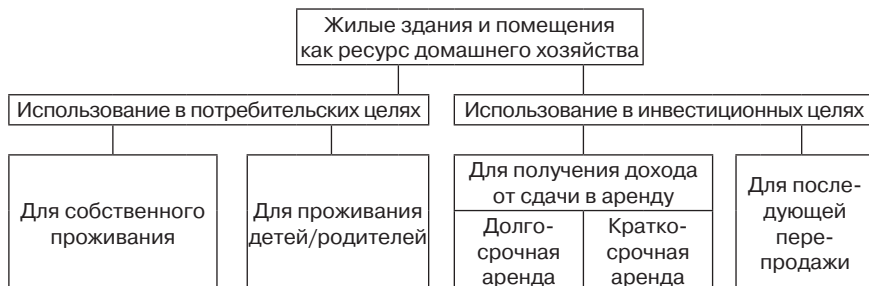 Жилые здания и помещения
как ресурс домашнего хозяйства
Использование в потребительских целях
Использование в инвестиционных целях
Для собственного
проживания
Для проживания
детей/родителей
Для получения дохода
от сдачи в аренду
Долго-
срочная
аренда
Кратко-
срочная
аренда
Для после-
дующей
пере-
продажи